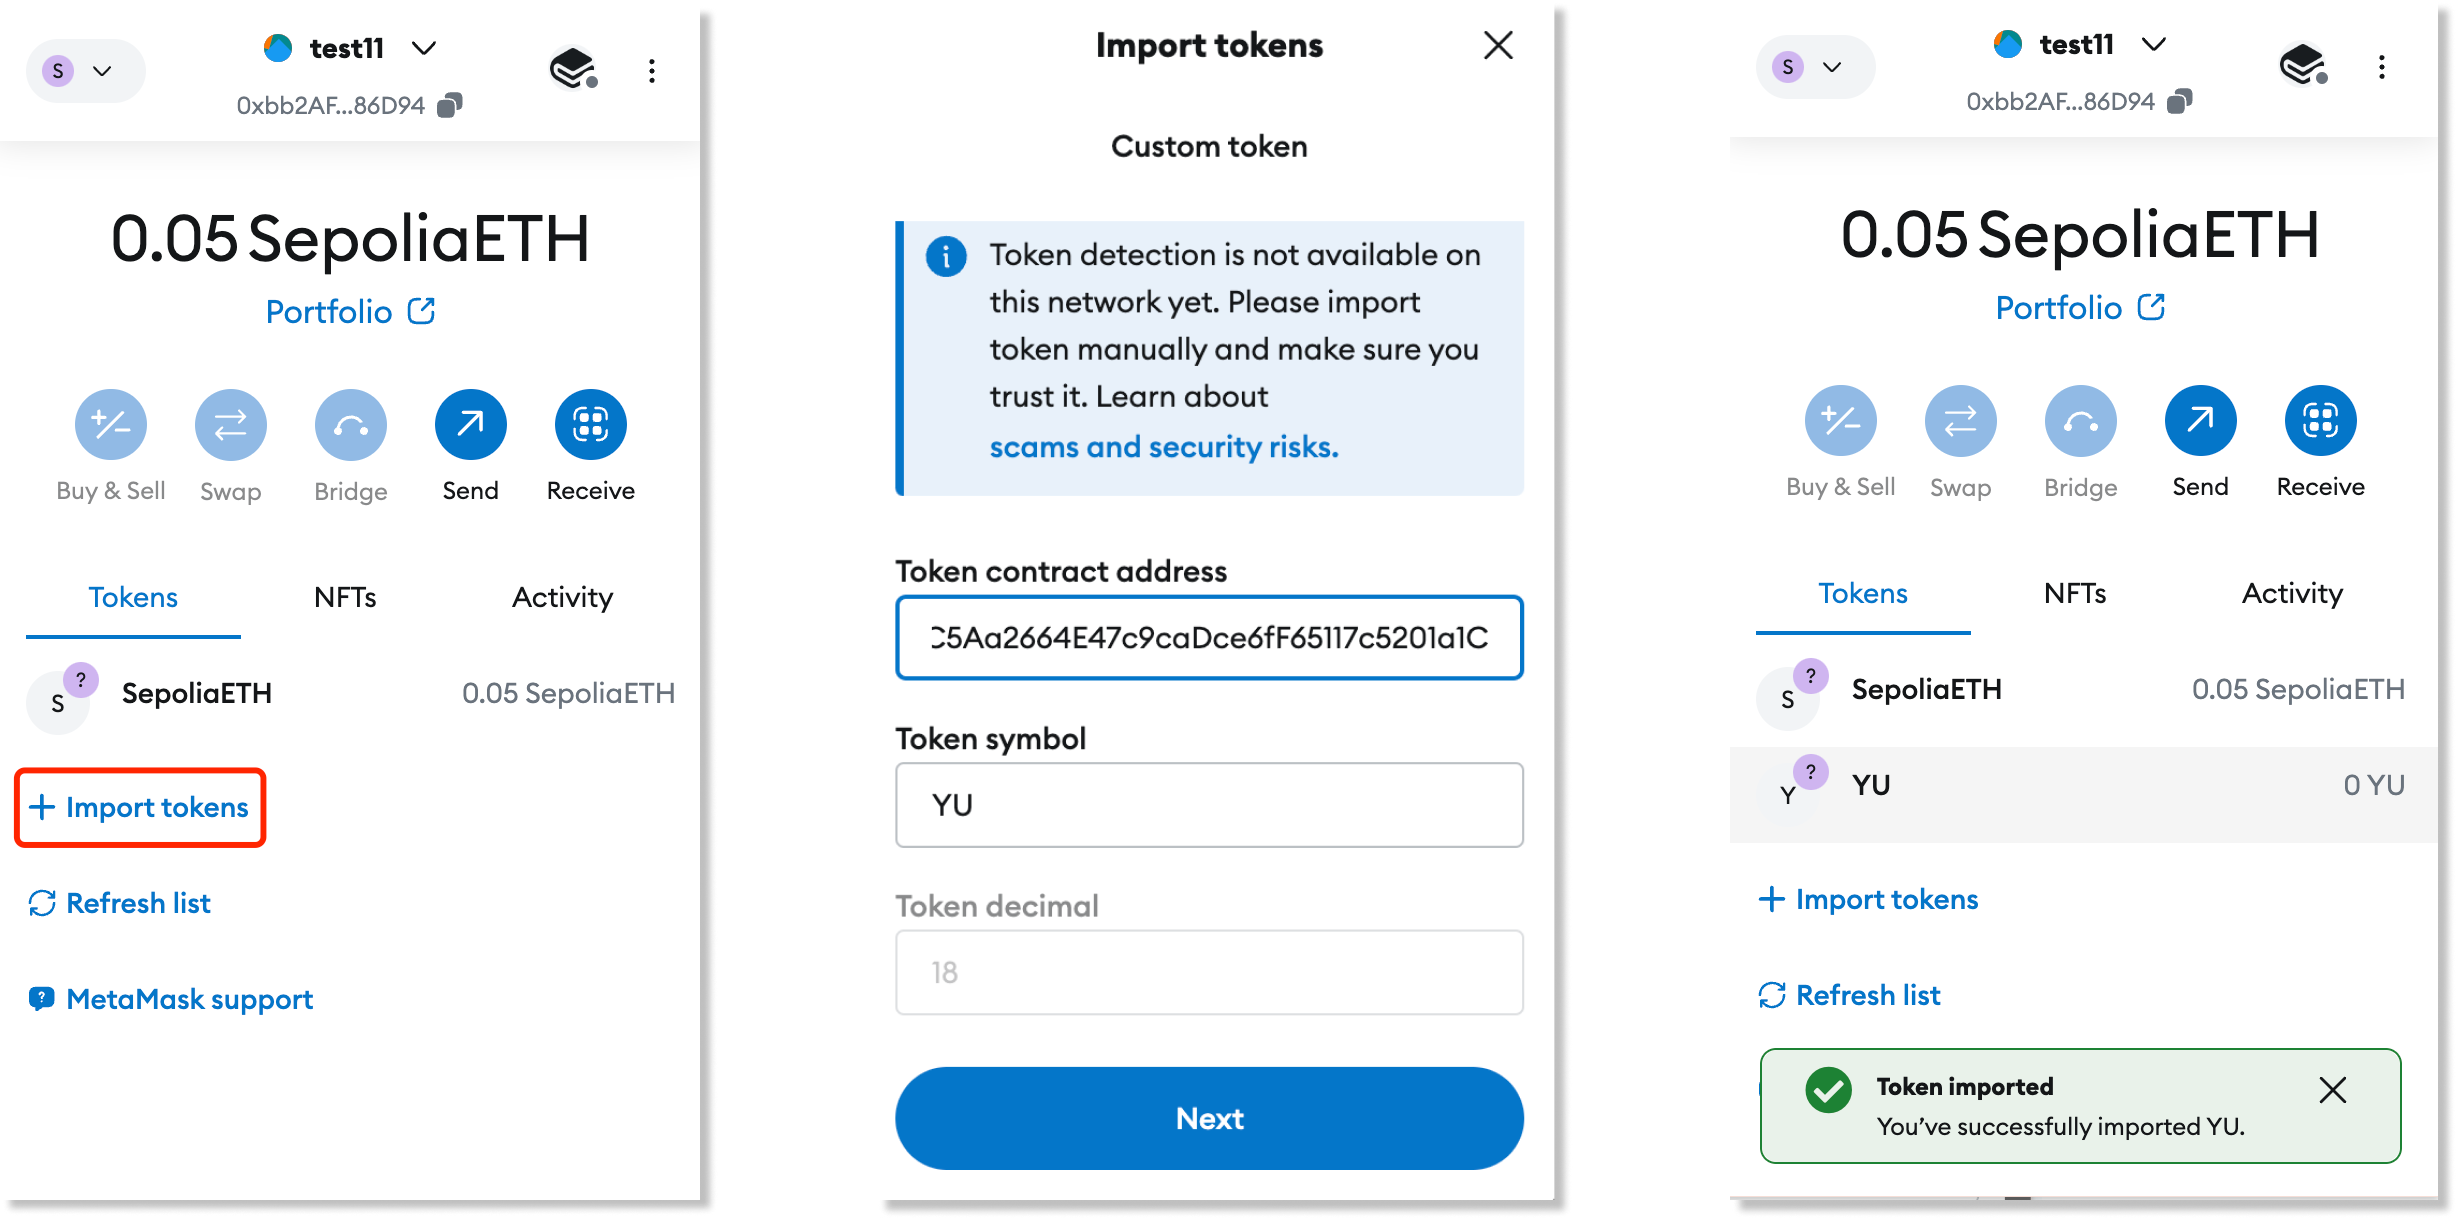 S
test11
0xbb2AF...86D94
0.05 SepoliaETH
Portfolio
Buy & Sell
Swap
Bridge
Send
Receive
Tokens
NFTs
Activity
S
?
SepoliaETH
0.05 SepoliaETH
Import tokens
Refresh list
MetaMask support
Import tokens
Custom token
Token detection is not available on
this network yet. Please import
token manually and make sure you
trust it. Learn about
scams and security risks.
Token contract address
C5Aa2664E47c9caDce6fF65117c5201a1C
Token symbol
YU
Token decimal
18
Next
S
test11
0xbb2AF...86D94
0.05 SepoliaETH
Portfolio
Buy & Sell
Swap
Bridge
Send
Receive
Tokens
NFTs
Activity
S
?
SepoliaETH
0.05 SepoliaETH
Y
?
YU
0 YU
Import tokens
Refresh list
Token imported
You’ve successfully imported YU.